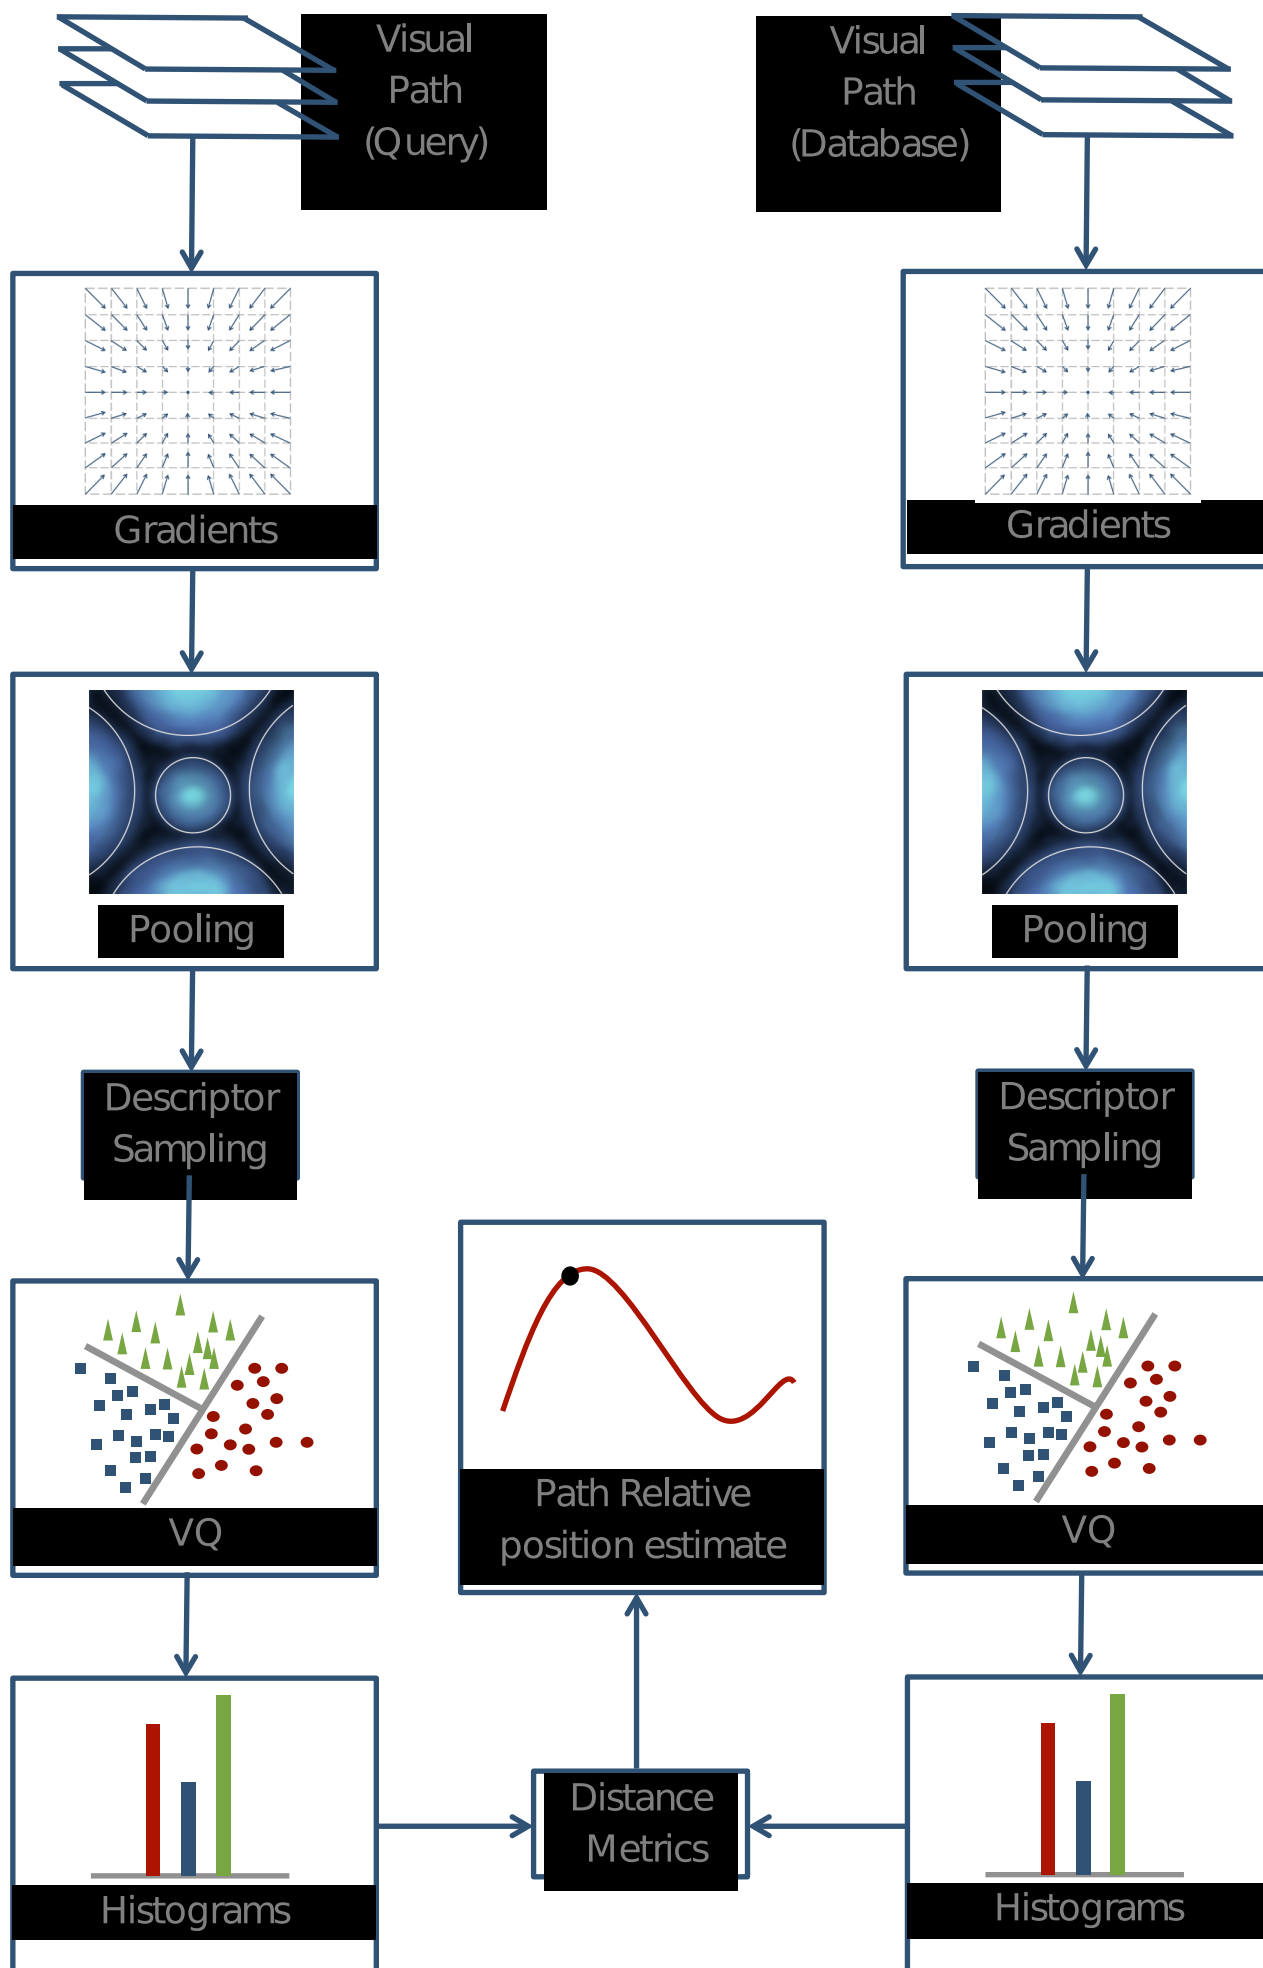 Visual
Path
(Query)
Visual
Path
(Database)
Gradients
Gradients
Pooling
Pooling
Descriptor
Sampling
Descriptor
Sampling
Path Relative
position estimate
VQ
VQ
Distance
Metrics
Histograms
Histograms